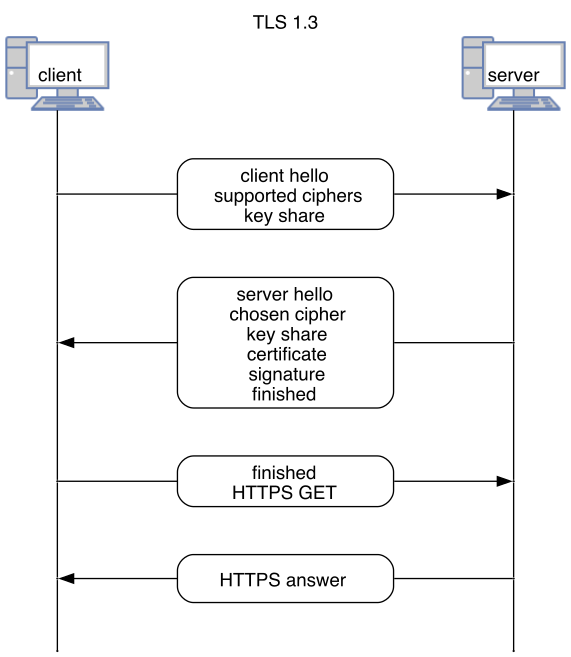 TLS 1.3
client
server
client hello
supported ciphers
key share
server hello
chosen cipher
key share
certificate
signature
finished
finished
HTTPS GET
HTTPS answer